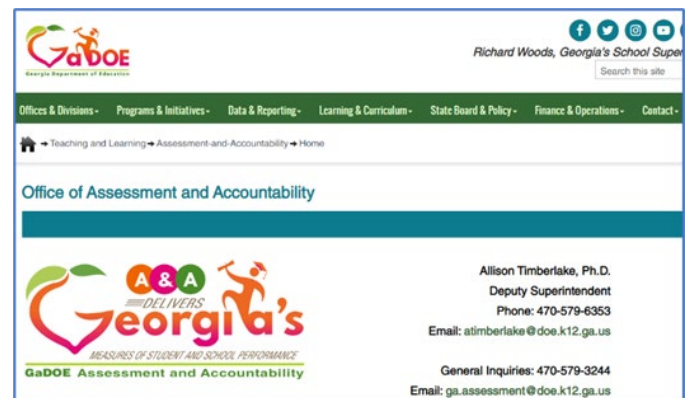 GaDOE
Georgia Department of Education
Richard Woods, Georgia's School Super
Search this site
Offices & Divisions Programs & Initiatives Data & Reporting Learning & Curriculum State Board & Policy Finance & Operations Contact
➔ Teaching and Learning ➔ Assessment-and-Accountability ➔ Home
Office of Assessment and Accountability
A&A
DELIVERS
Georgia's
MEASURES OF STUDENT AND SCHOOL PERFORMANCE
GaDOE Assessment and Accountability
Allison Timberlake, Ph.D.
Deputy Superintendent
Phone: 470-579-6353
Email: atimberlake@doe.k12.ga.us
General Inquiries: 470-579-3244
Email: ga.assessment@doe.k12.ga.us